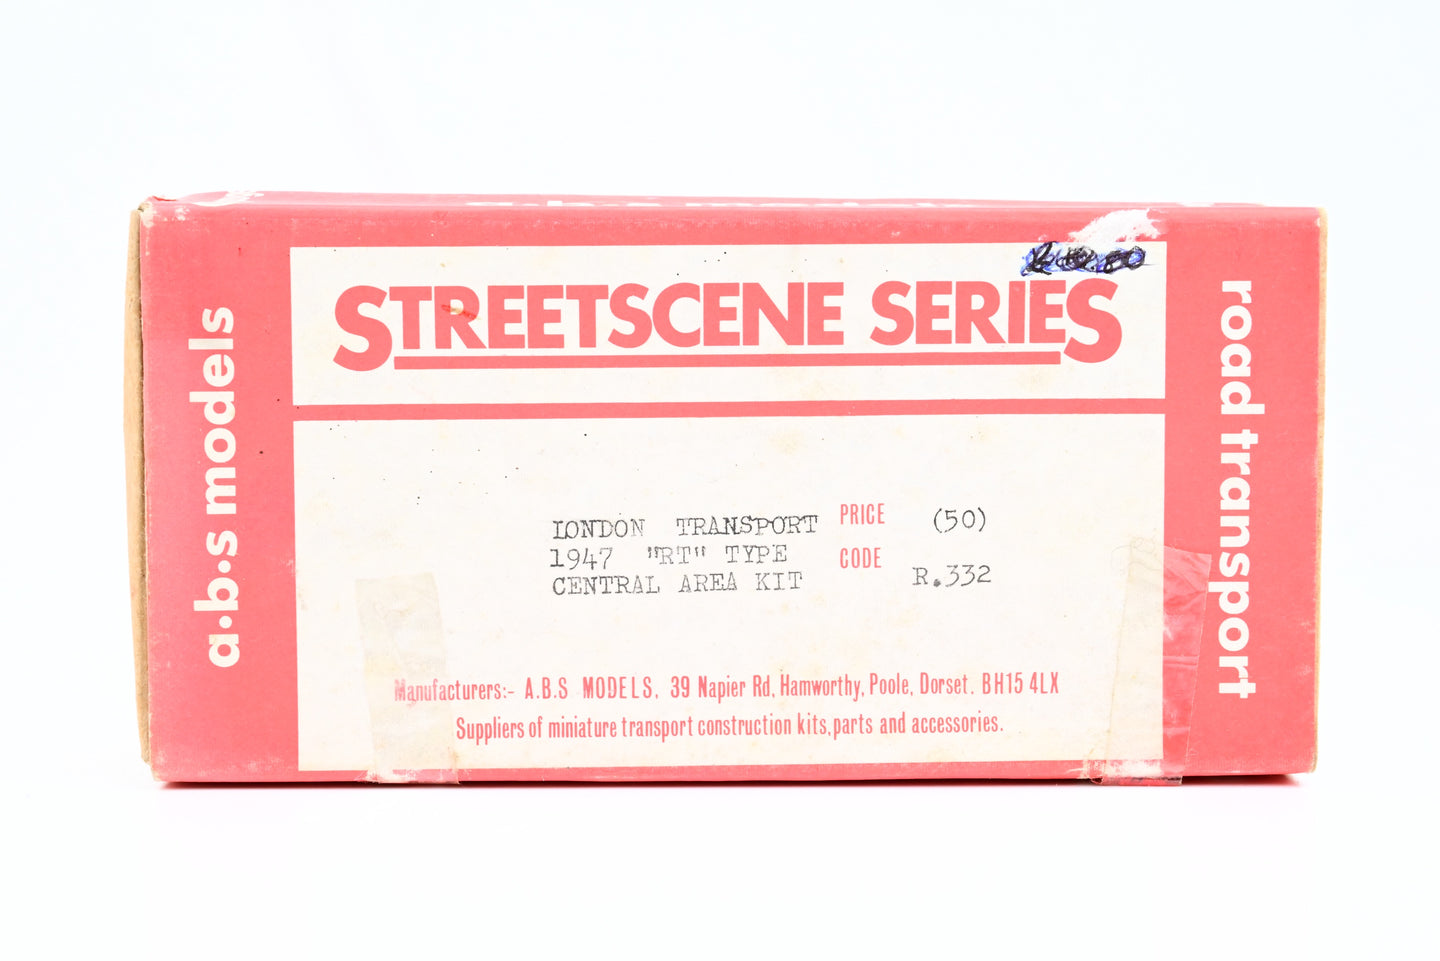 a·b·s models
STREETSCENE SERIES
LONDON TRANSPORT
1947 "RT" TYPE
CENTRAL AREA KIT
PRICE (50)
CODE R.332
Manufacturers:- A.B.S MODELS. 39 Napier Rd, Hamworthy, Poole, Dorset. BH15 4LX
Suppliers of miniature transport construction kits, parts and accessories.
road transport